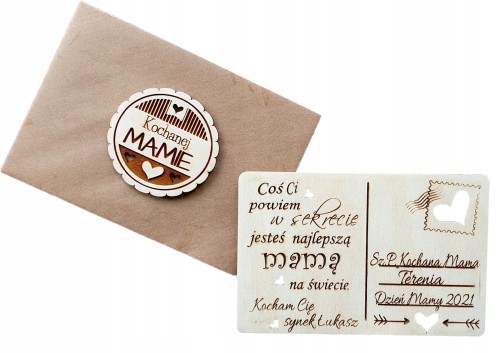 Kochanej
MAMIE
Coś Ci
powiem
w sekrecie
jesteś najlepszą
mamą
na świecie
Kocham Cię
synek Łukasz
Sz.P. Kochana Mama
Terenia
Dzień Mamy 2021